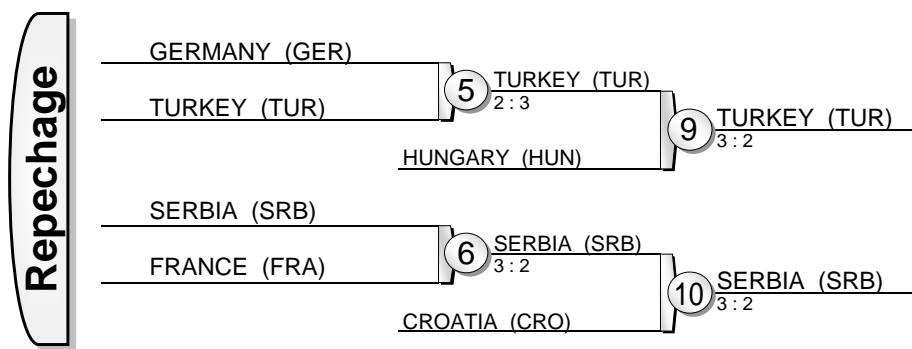 Repechage
GERMANY (GER)
TURKEY (TUR)
5
TURKEY (TUR)
2 : 3
HUNGARY (HUN)
9
TURKEY (TUR)
3 : 2
SERBIA (SRB)
FRANCE (FRA)
6
SERBIA (SRB)
3 : 2
CROATIA (CRO)
10
SERBIA (SRB)
3 : 2